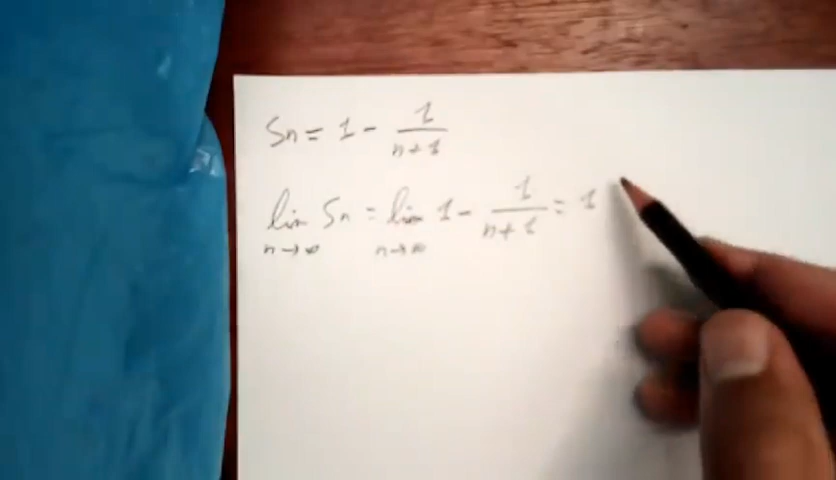 Sn = 1 - 1/(n+1)
lim n→∞ Sn = lim n→∞ 1 - 1/(n+1) = 1